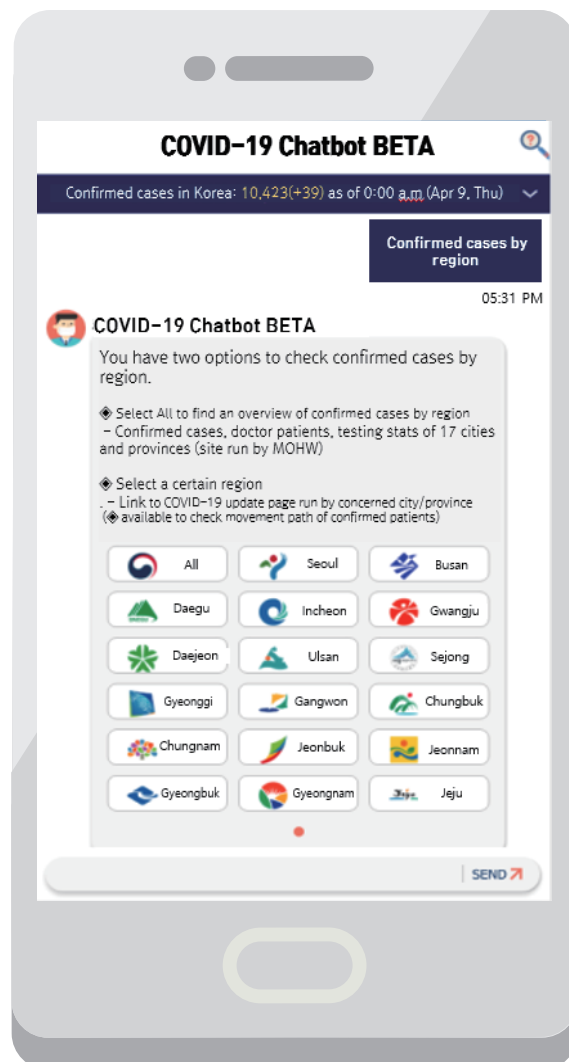 COVID-19 Chatbot BETA
Confirmed cases in Korea: 10,423(+39) as of 0:00 a.m (Apr 9, Thu)
Confirmed cases by
region
05:31 PM
COVID-19 Chatbot BETA
You have two options to check confirmed cases by
region.
◈ Select All to find an overview of confirmed cases by region
- Confirmed cases, doctor patients, testing stats of 17 cities
and provinces (site run by MOHW)
◈ Select a certain region
. - Link to COVID-19 update page run by concerned city/province
(◈ available to check movement path of confirmed patients)
All
Seoul
Busan
Daegu
Incheon
Gwangju
Daejeon
Ulsan
Sejong
Gyeonggi
Gangwon
Chungbuk
Chungnam
Jeonbuk
Jeonnam
Gyeongbuk
Gyeongnam
Jeju
Jeju
SEND